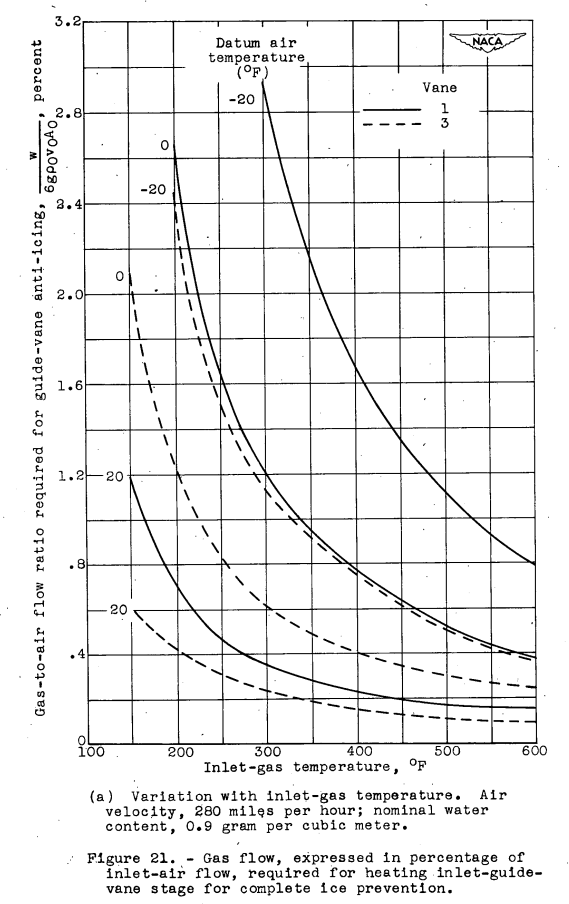 3.2
Datum air
temperature
(°F)
NACA
Vane
1
3
-20
2.8
0
-20
2.4
0
2.0
1.6
1.2
20
.8
20
.4
0
100 200 300 400 500 600
Gas-to-air flow ratio required for guide-vane anti-icing, w/6gρ0V0A0, percent
Inlet-gas temperature, °F
(a) Variation with inlet-gas temperature. Air
velocity, 280 miles per hour; nominal water
content, 0.9 gram per cubic meter.
Figure 21. - Gas flow, expressed in percentage of
inlet-air flow, required for heating inlet-guide-
vane stage for complete ice prevention.